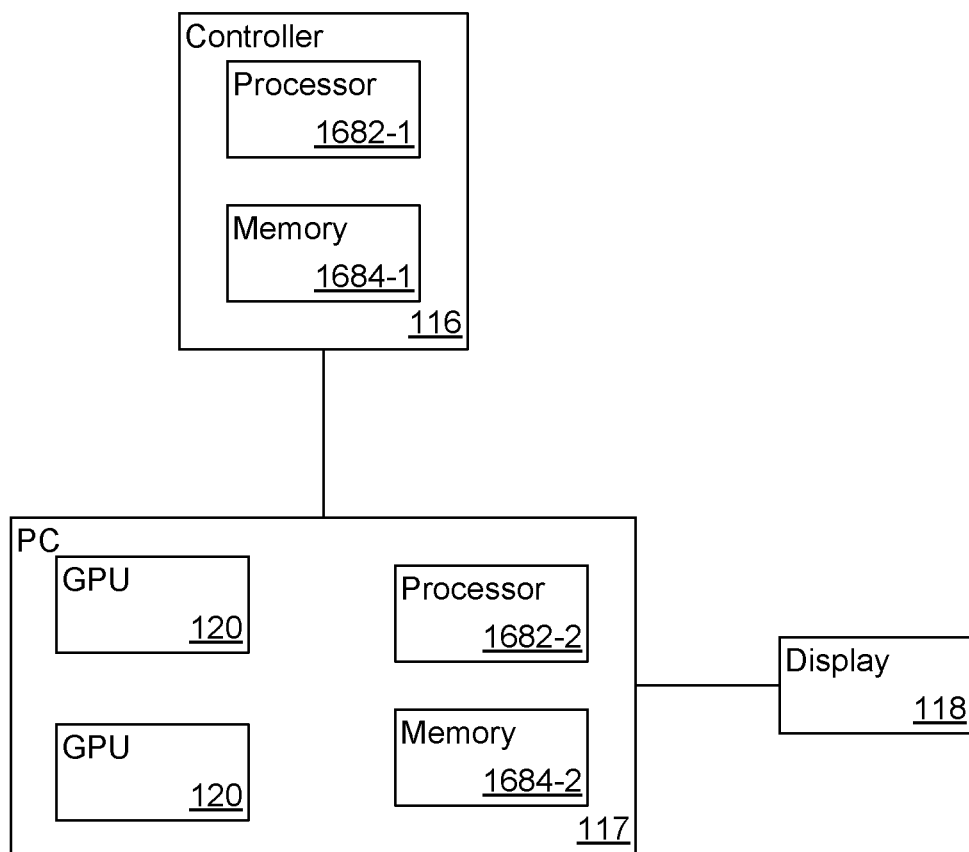 Controller
Processor
1682-1
Memory
1684-1
116
PC
GPU
120
Processor
1682-2
GPU
120
Memory
1684-2
117
Display
118